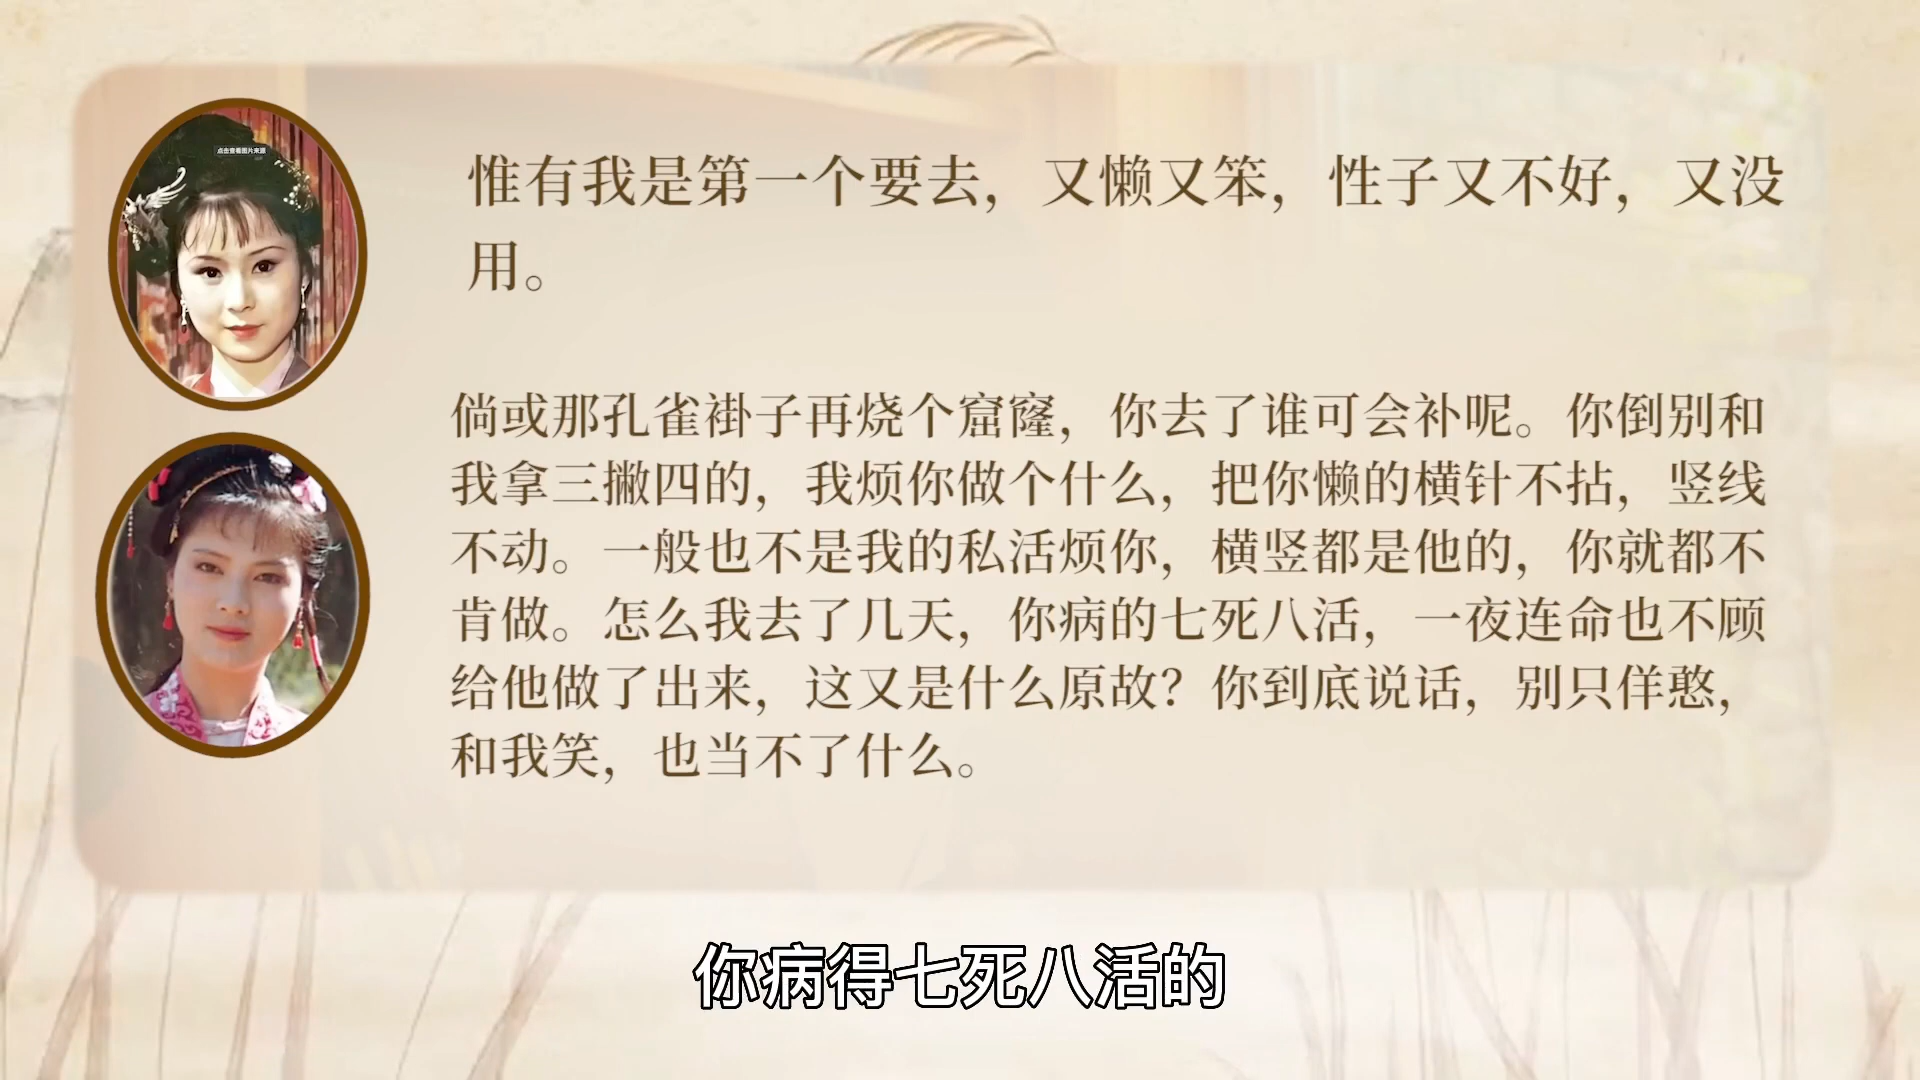 点击查看图片来源
惟有我是第一个要去，又懒又笨，性子又不好，又没
用。
倘或那孔雀褂子再烧个窟窿，你去了谁可会补呢。你倒别和
我拿三撇四的，我烦你做个什么，把你懒的横针不拈，竖线
不动。一般也不是我的私活烦你，横竖都是他的，你就都不
肯做。怎么我去了几天，你病的七死八活，一夜连命也不顾
给他做了出来，这又是什么原故？你到底说话，别只佯憨，
和我笑，也当不了什么。
你病得七死八活的